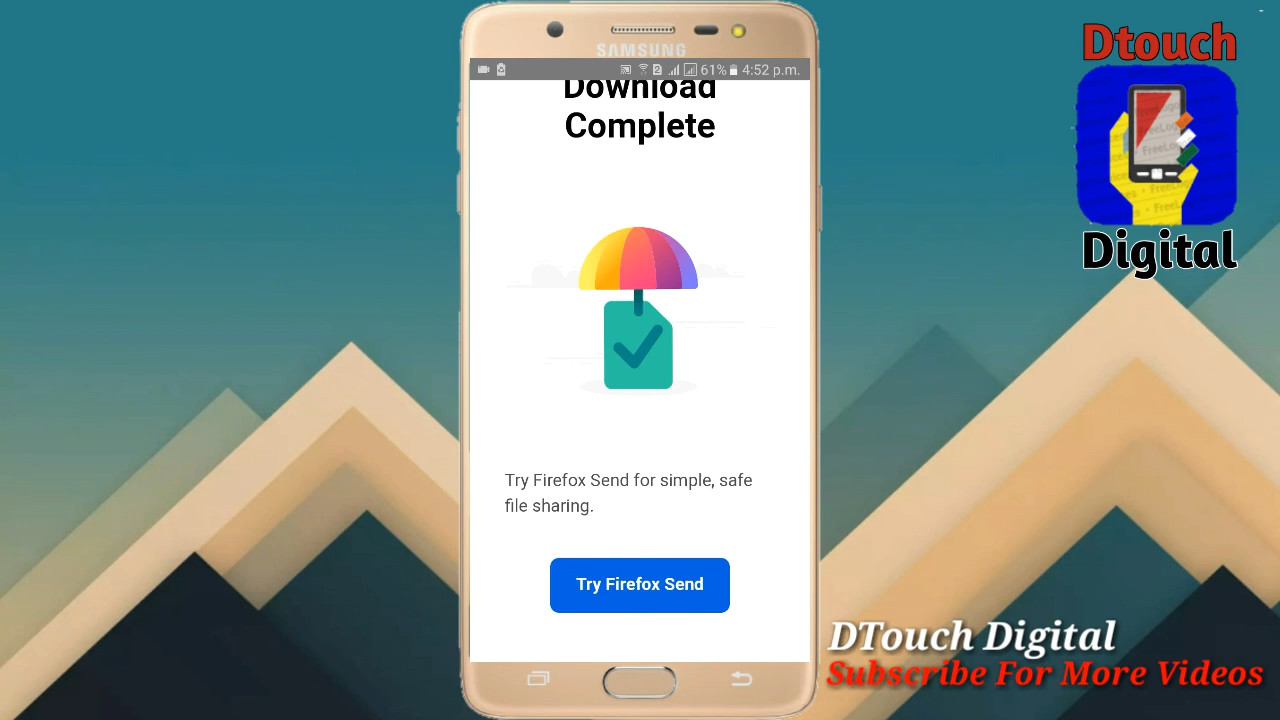 SAMSUNG
61% 4:52 p.m.
Download
Complete
Try Firefox Send for simple, safe
file sharing.
Try Firefox Send
Dtouch
Digital
DTouch Digital
Subscribe For More Videos